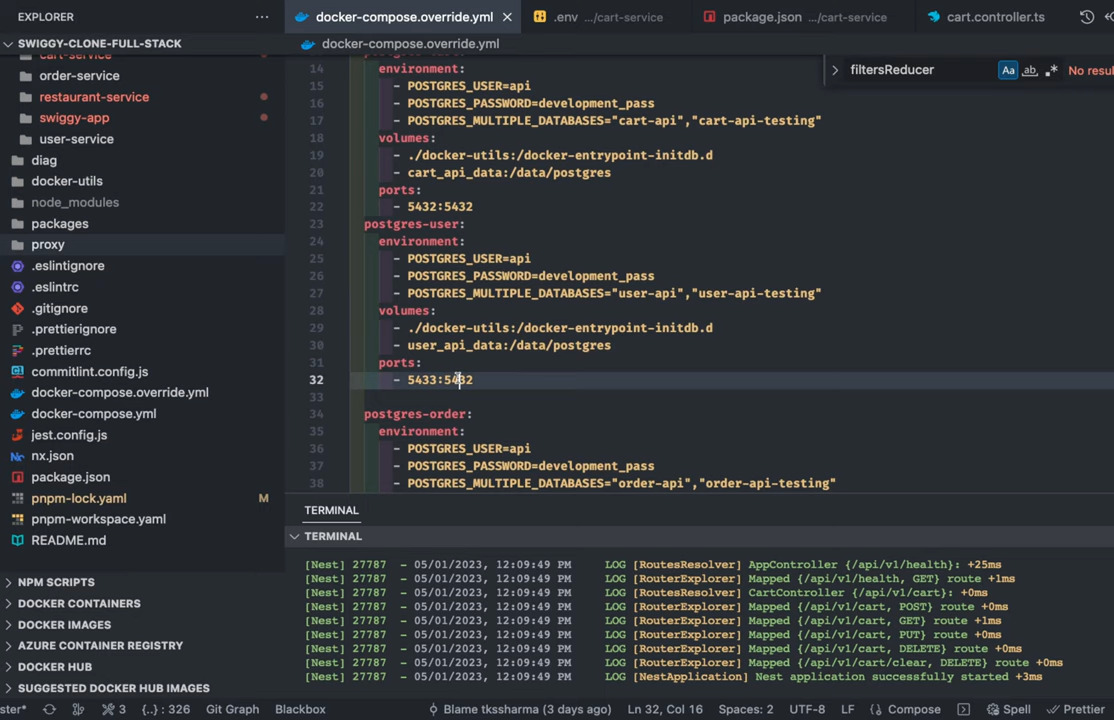 EXPLORER
SWIGGY-CLONE-FULL-STACK
cart-service
order-service
restaurant-service
swiggy-app
user-service
diag
docker-utils
node_modules
packages
proxy
.eslintignore
.eslintrc
.gitignore
.prettierignore
.prettierrc
commitlint.config.js
docker-compose.override.yml
docker-compose.yml
jest.config.js
nx.json
package.json
pnpm-lock.yaml M
pnpm-workspace.yaml
README.md
NPM SCRIPTS
DOCKER CONTAINERS
DOCKER IMAGES
AZURE CONTAINER REGISTRY
DOCKER HUB
SUGGESTED DOCKER HUB IMAGES
docker-compose.override.yml .env .../cart-service package.json .../cart-service cart.controller.ts
docker-compose.override.yml
filtersReducer Aa ab .* No resu
14 environment:
15 - POSTGRES_USER=api
16 - POSTGRES_PASSWORD=development_pass
17 - POSTGRES_MULTIPLE_DATABASES="cart-api","cart-api-testing"
18 volumes:
19 - ./docker-utils:/docker-entrypoint-initdb.d
20 - cart_api_data:/data/postgres
21 ports:
22 - 5432:5432
23 postgres-user:
24 environment:
25 - POSTGRES_USER=api
26 - POSTGRES_PASSWORD=development_pass
27 - POSTGRES_MULTIPLE_DATABASES="user-api","user-api-testing"
28 volumes:
29 - ./docker-utils:/docker-entrypoint-initdb.d
30 - user_api_data:/data/postgres
31 ports:
32 - 5433:5432
33
34 postgres-order:
35 environment:
36 - POSTGRES_USER=api
37 - POSTGRES_PASSWORD=development_pass
38 - POSTGRES_MULTIPLE_DATABASES="order-api","order-api-testing"
TERMINAL
TERMINAL
[Nest] 27787 - 05/01/2023, 12:09:49 PM LOG [RoutesResolver] AppController {/api/v1/health}: +25ms
[Nest] 27787 - 05/01/2023, 12:09:49 PM LOG [RouterExplorer] Mapped {/api/v1/health, GET} route +1ms
[Nest] 27787 - 05/01/2023, 12:09:49 PM LOG [RoutesResolver] CartController {/api/v1/cart}: +0ms
[Nest] 27787 - 05/01/2023, 12:09:49 PM LOG [RouterExplorer] Mapped {/api/v1/cart, POST} route +0ms
[Nest] 27787 - 05/01/2023, 12:09:49 PM LOG [RouterExplorer] Mapped {/api/v1/cart, GET} route +1ms
[Nest] 27787 - 05/01/2023, 12:09:49 PM LOG [RouterExplorer] Mapped {/api/v1/cart, PUT} route +0ms
[Nest] 27787 - 05/01/2023, 12:09:49 PM LOG [RouterExplorer] Mapped {/api/v1/cart, DELETE} route +0ms
[Nest] 27787 - 05/01/2023, 12:09:49 PM LOG [RouterExplorer] Mapped {/api/v1/cart/clear, DELETE} route +0ms
[Nest] 27787 - 05/01/2023, 12:09:49 PM LOG [NestApplication] Nest application successfully started +3ms
ster* 3 {..} : 326 Git Graph Blackbox Blame tkssharma (3 days ago) Ln 32, Col 16 Spaces: 2 UTF-8 LF Compose Spell Prettier